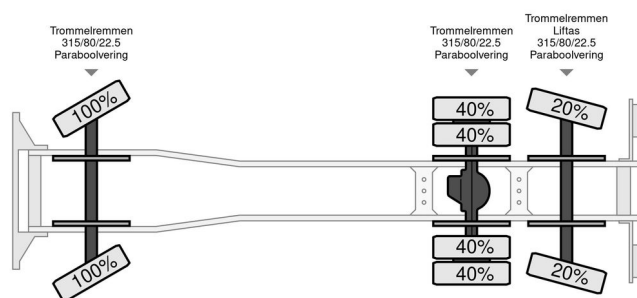 Trommelremmen
315/80/22.5
Paraboolvering
Trommelremmen
315/80/22.5
Paraboolvering
Trommelremmen
Liftas
315/80/22.5
Paraboolvering
100%
40%
40%
20%
100%
40%
40%
20%